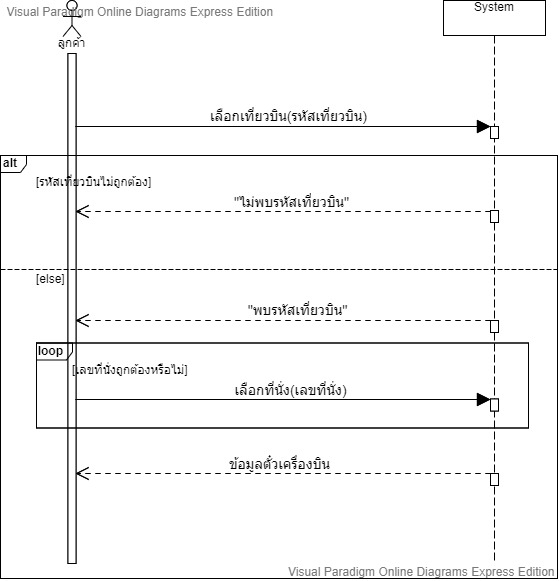 Visual Paradigm Online Diagrams Express Edition
System
ลูกค้า
เลือกเที่ยวบิน(รหัสเที่ยวบิน)
alt
[รหัสเที่ยวบินไม่ถูกต้อง]
"ไม่พบรหัสเที่ยวบิน"
[else]
"พบรหัสเที่ยวบิน"
loop
[เลขที่นั่งถูกต้องหรือไม่]
เลือกที่นั่ง(เลขที่นั่ง)
ข้อมูลตั๋วเครื่องบิน
Visual Paradigm Online Diagrams Express Edition